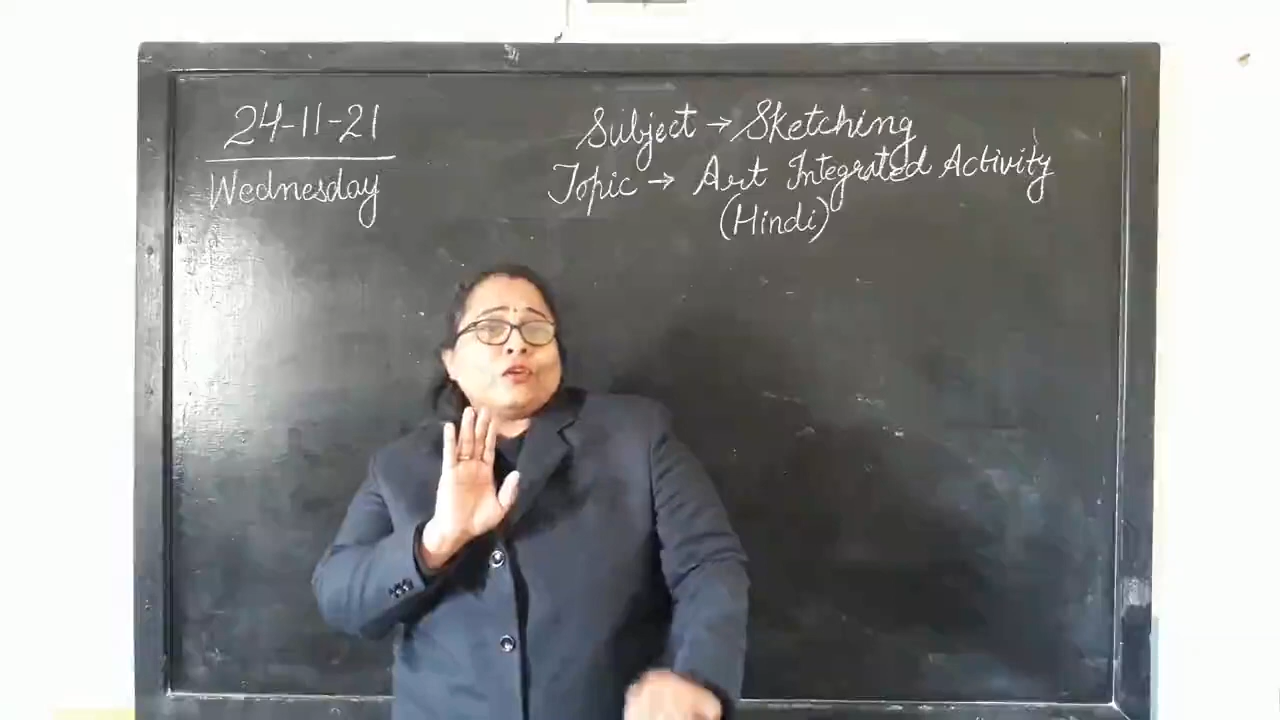 24-11-21
Wednesday
Subject → Sketching
Topic → Art Integrated Activity
(Hindi)